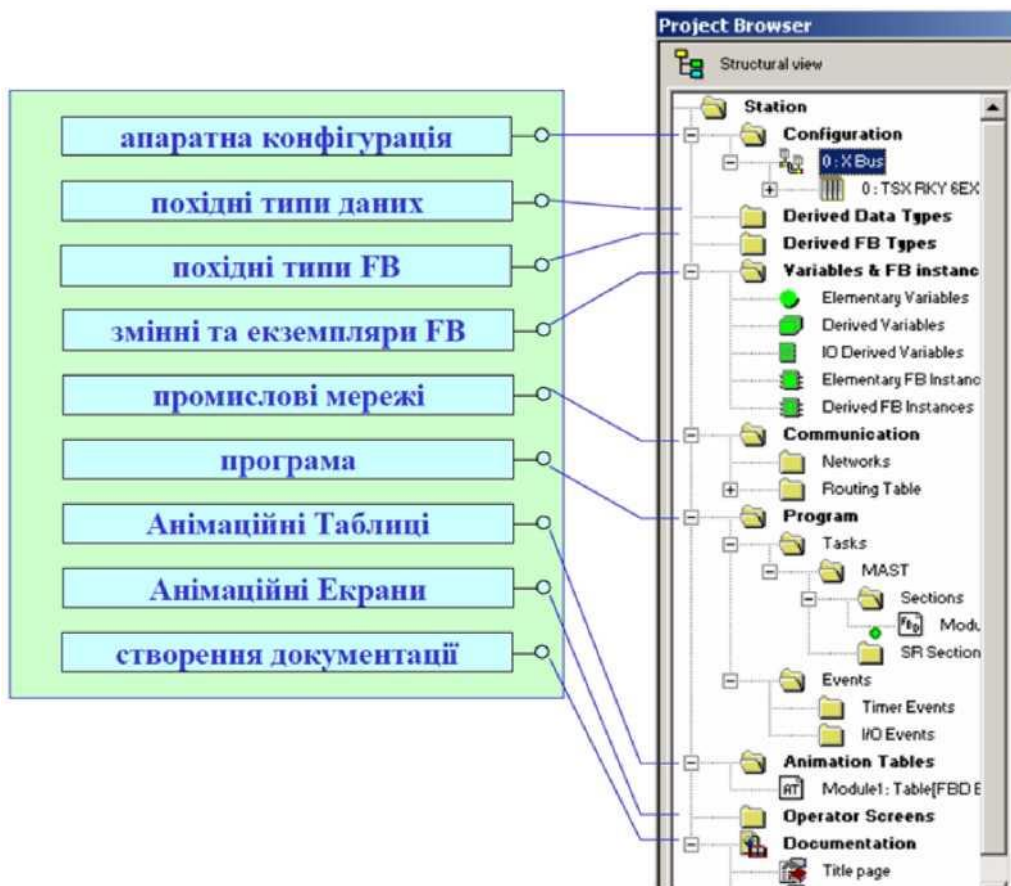 апаратна конфігурація
похідні типи даних
похідні типи FB
змінні та екземпляри FB
промислові мережі
програма
Анімаційні Таблиці
Анімаційні Екрани
створення документації
Project Browser
Structural view
Station
Configuration
0 : X Bus
0 : TSX RKY 6EX
Derived Data Types
Derived FB Types
Variables & FB instanc
Elementary Variables
Derived Variables
IO Derived Variables
Elementary FB Instanc
Derived FB Instances
Communication
Networks
Routing Table
Program
Tasks
MAST
Sections
FBD Modu
SR Section
Events
Timer Events
I/O Events
Animation Tables
AT Module1 : Table[FBD E
Operator Screens
Documentation
Title page